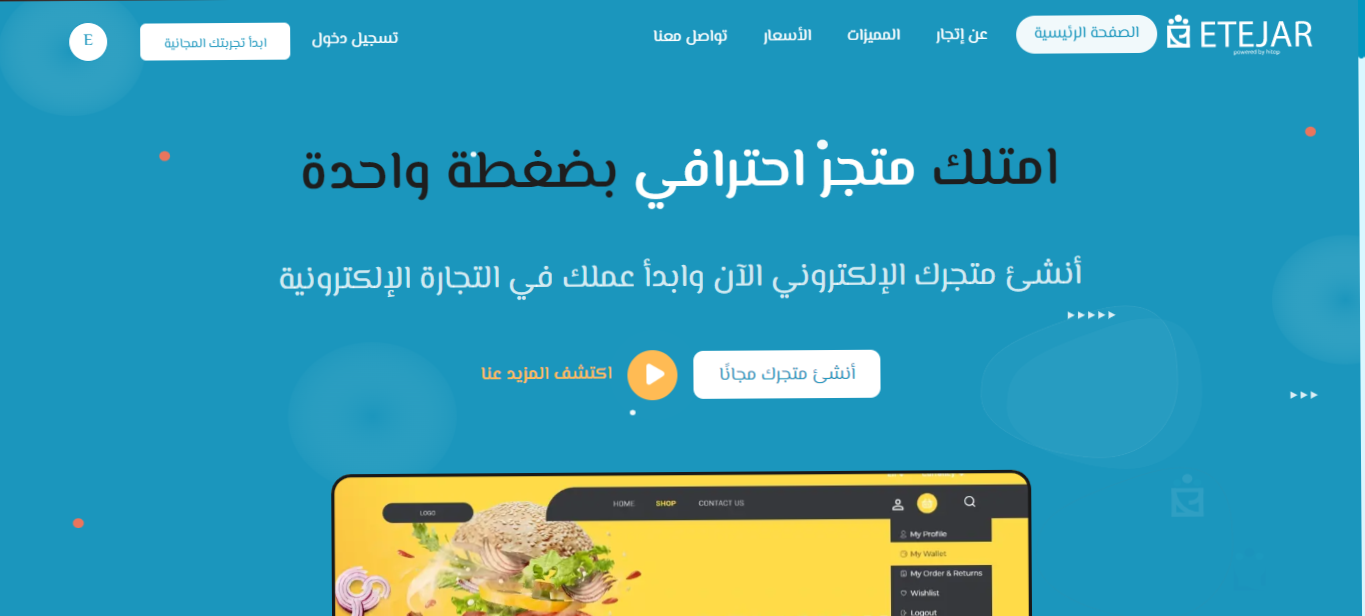 ETEJAR
powered by hitop
الصفحة الرئيسية
عن إتجار
المميزات
الأسعار
تواصل معنا
تسجيل دخول
ابدأ تجربتك المجانية
E
امتلك متجر احترافي بضغطة واحدة
أنشئ متجرك الإلكتروني الآن وابدأ عملك في التجارة الإلكترونية
أنشئ متجرك مجانًا
اكتشف المزيد عنا
LOGO
HOME
SHOP
CONTACT US
My Profile
My Wallet
My Order & Returns
Wishlist
Logout